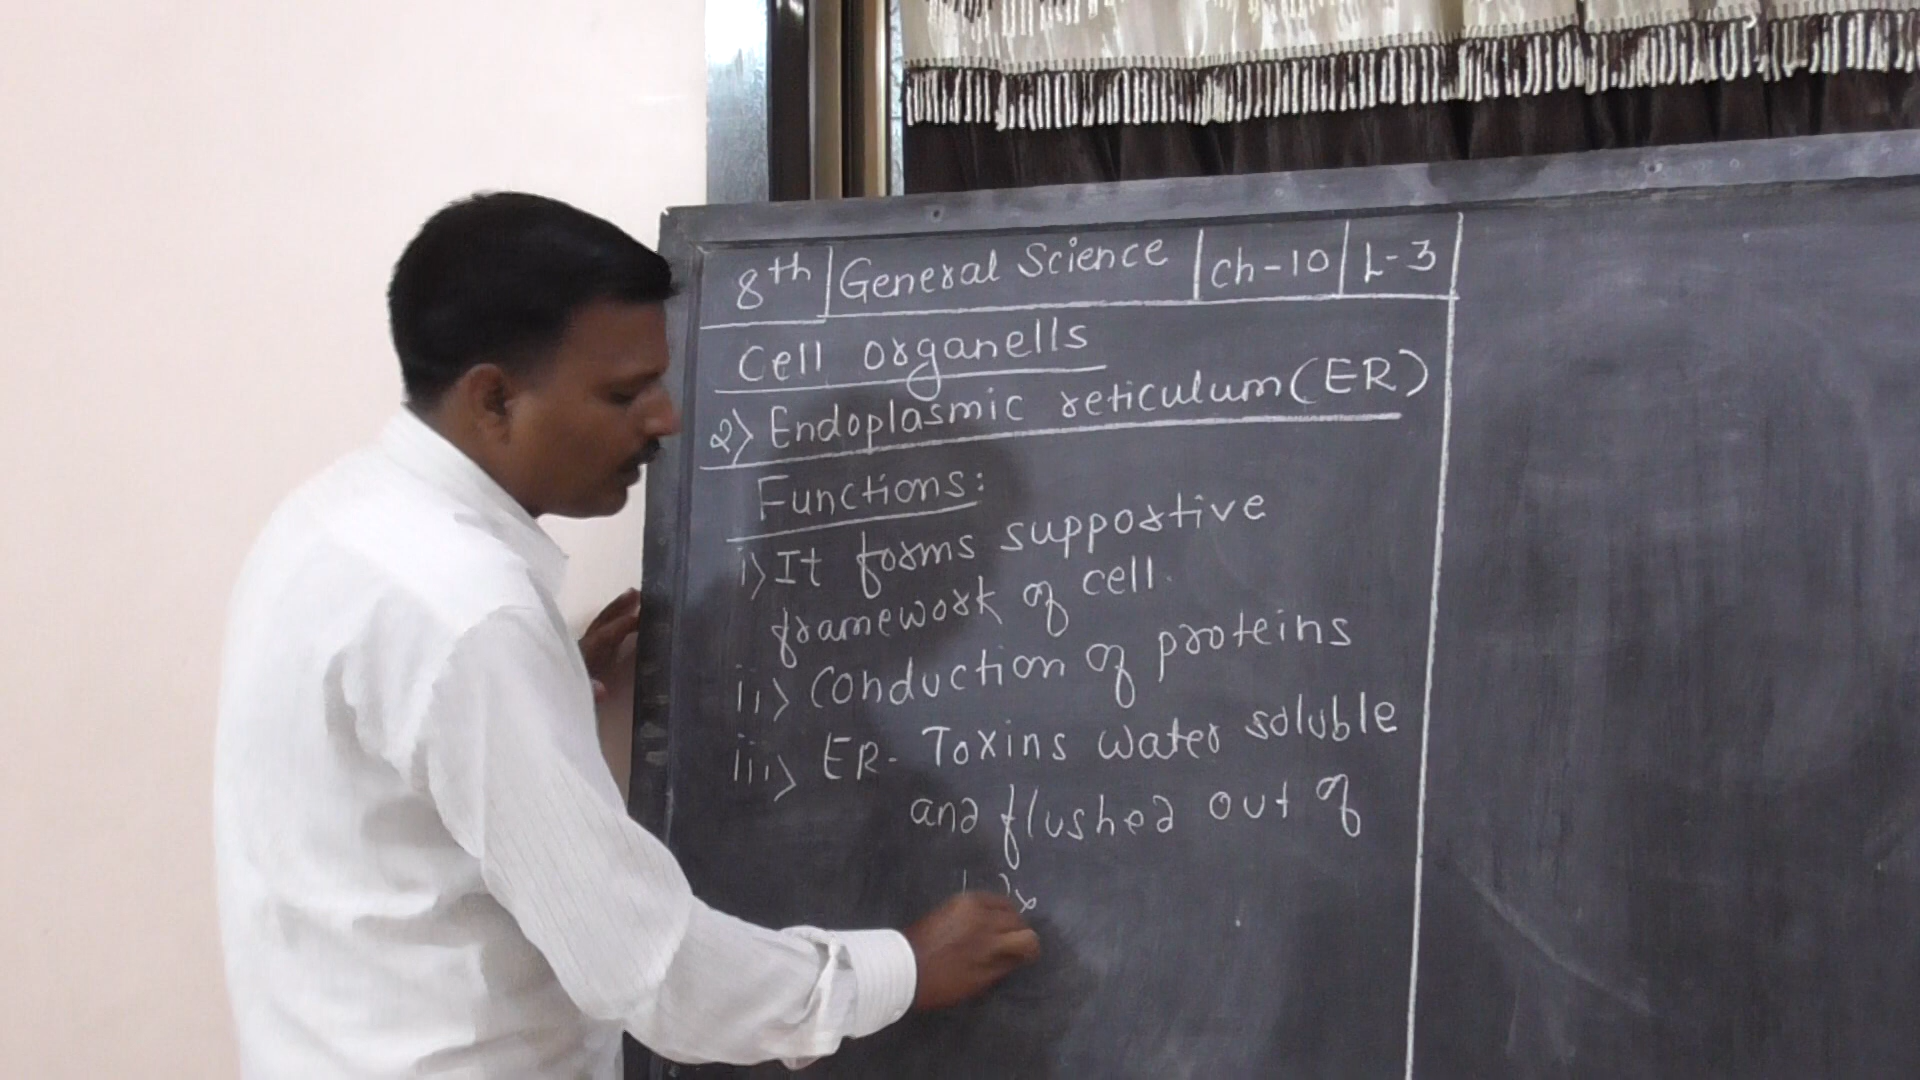 8th | General Science | Ch-10 | L-3
Cell organells
2) Endoplasmic reticulum (ER)
Functions:
i) It forms supportive
framework of cell.
ii) Conduction of proteins
iii) ER- Toxins water soluble
and flushed out of